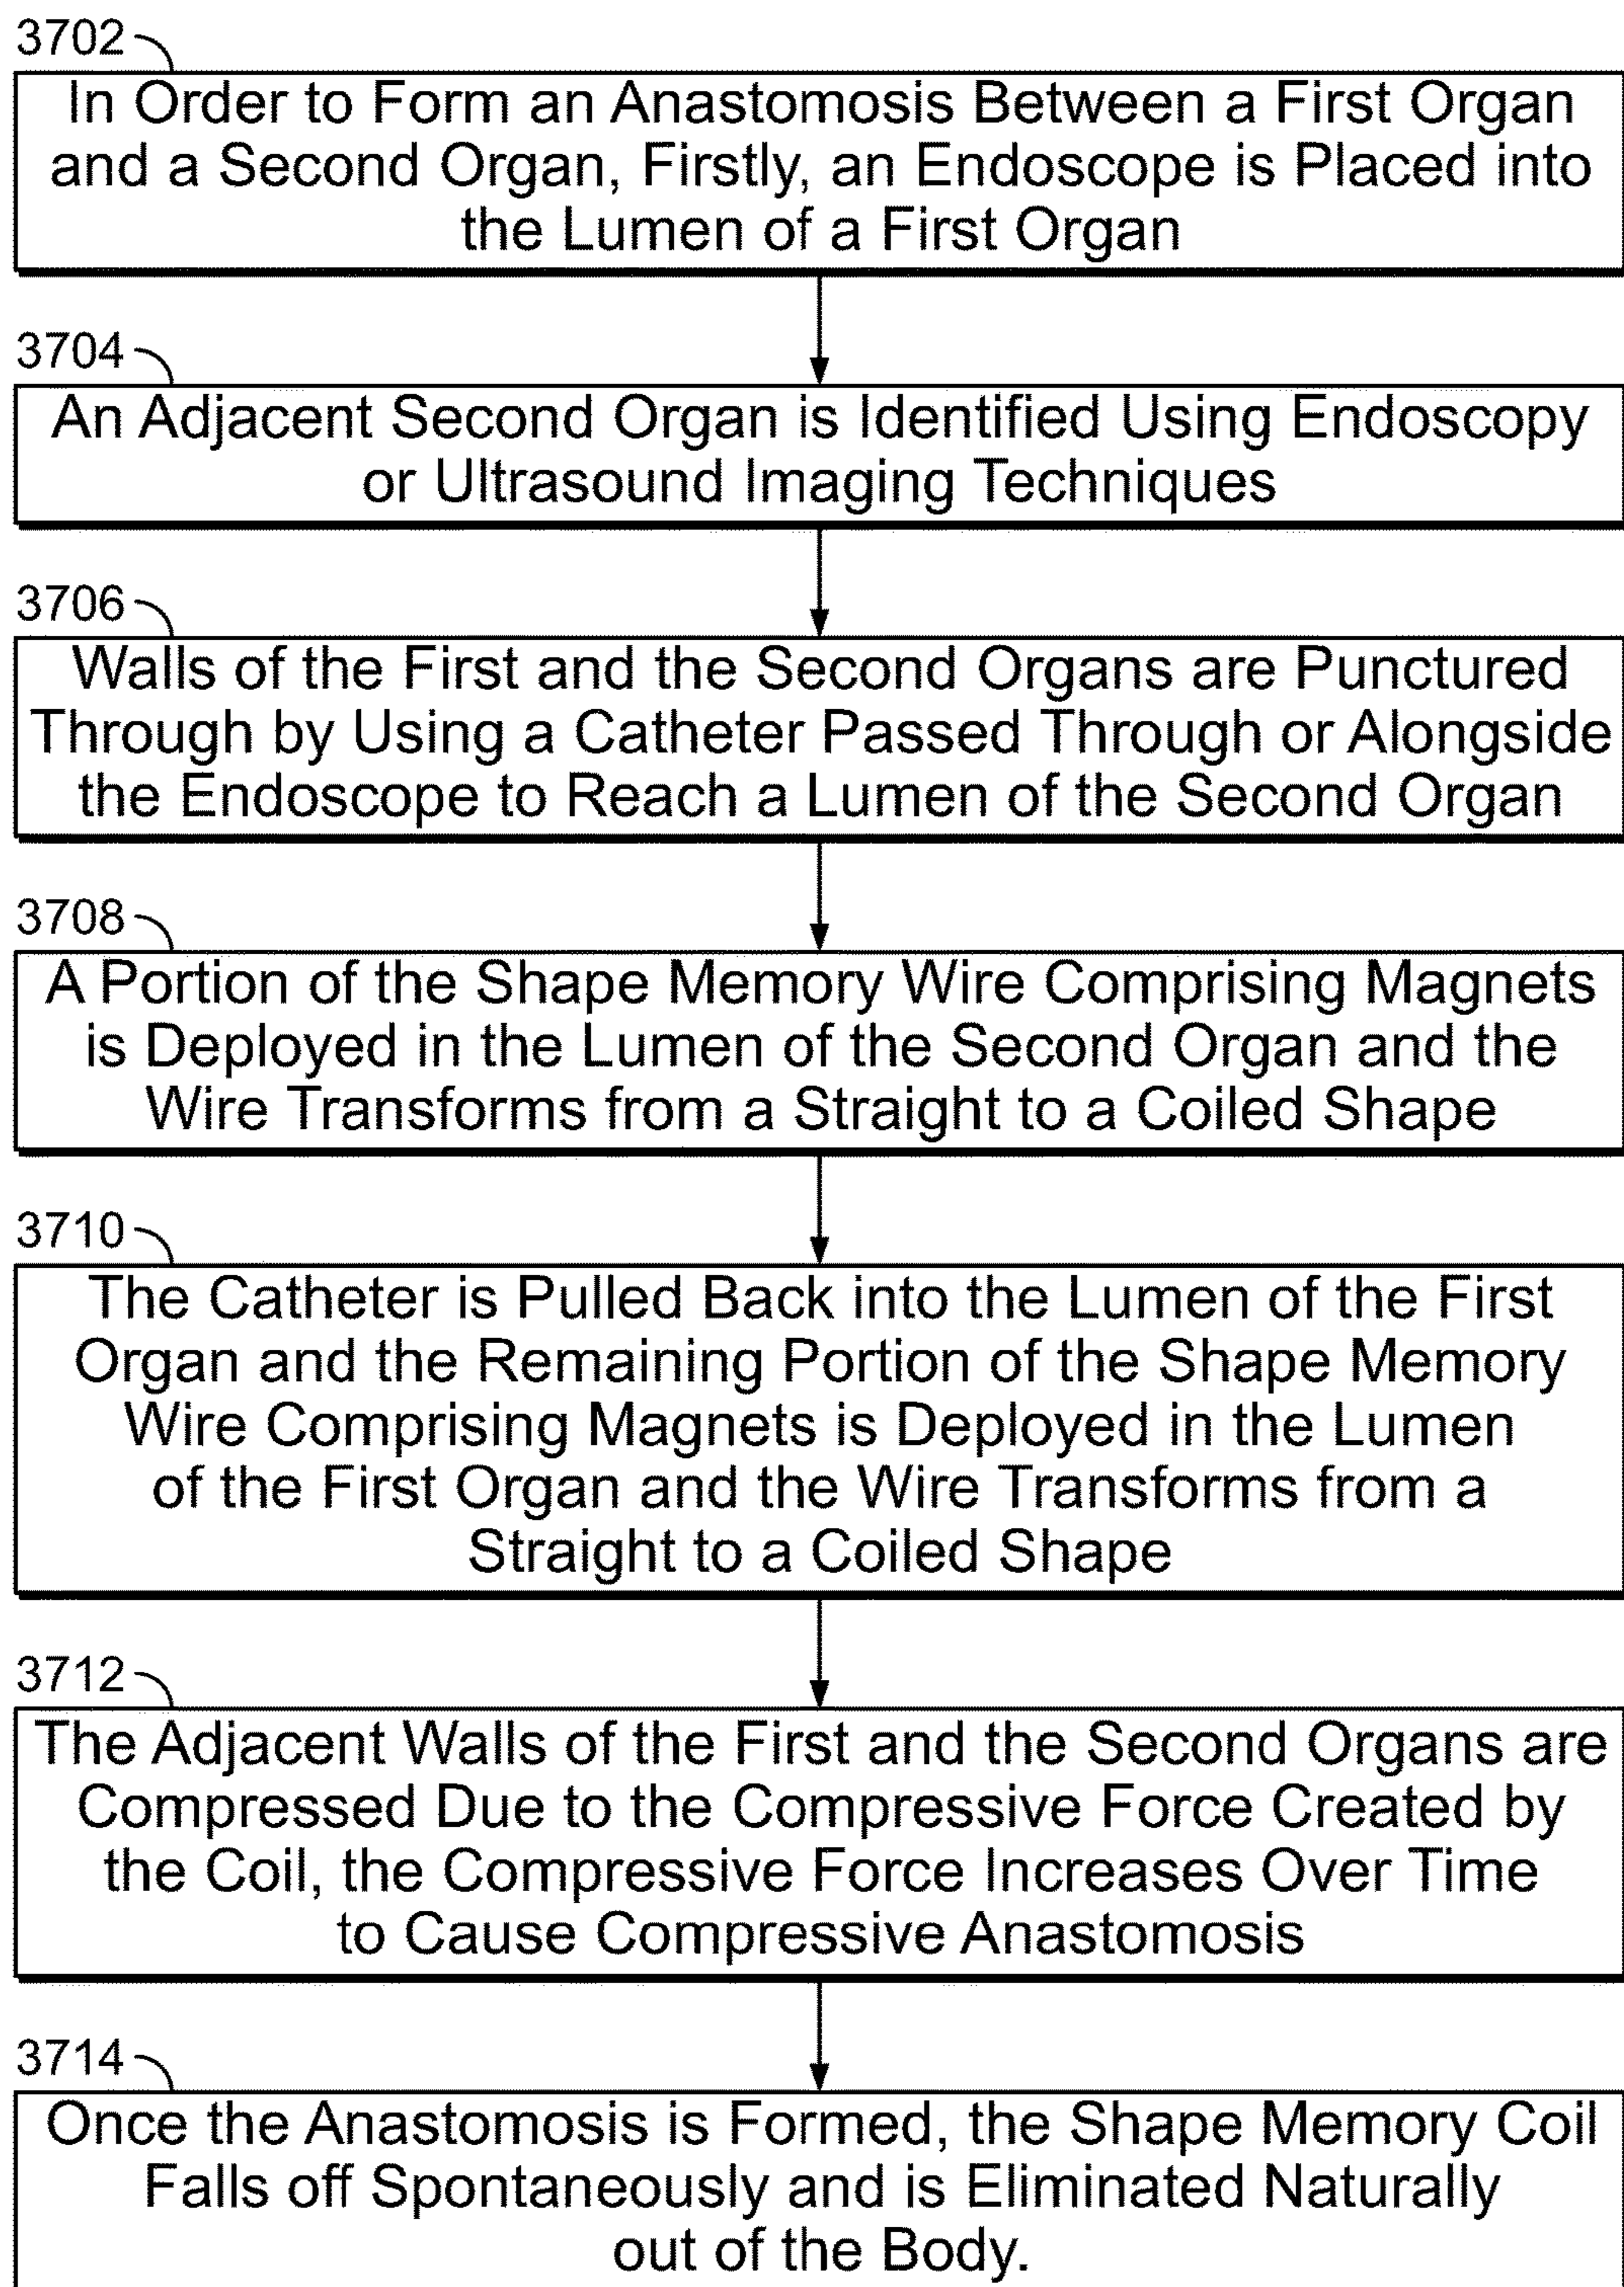 3702
In Order to Form an Anastomosis Between a First Organ
and a Second Organ, Firstly, an Endoscope is Placed into
the Lumen of a First Organ
3704
An Adjacent Second Organ is Identified Using Endoscopy
or Ultrasound Imaging Techniques
3706
Walls of the First and the Second Organs are Punctured
Through by Using a Catheter Passed Through or Alongside
the Endoscope to Reach a Lumen of the Second Organ
3708
A Portion of the Shape Memory Wire Comprising Magnets
is Deployed in the Lumen of the Second Organ and the
Wire Transforms from a Straight to a Coiled Shape
3710
The Catheter is Pulled Back into the Lumen of the First
Organ and the Remaining Portion of the Shape Memory
Wire Comprising Magnets is Deployed in the Lumen
of the First Organ and the Wire Transforms from a
Straight to a Coiled Shape
3712
The Adjacent Walls of the First and the Second Organs are
Compressed Due to the Compressive Force Created by
the Coil, the Compressive Force Increases Over Time
to Cause Compressive Anastomosis
3714
Once the Anastomosis is Formed, the Shape Memory Coil
Falls off Spontaneously and is Eliminated Naturally
out of the Body.